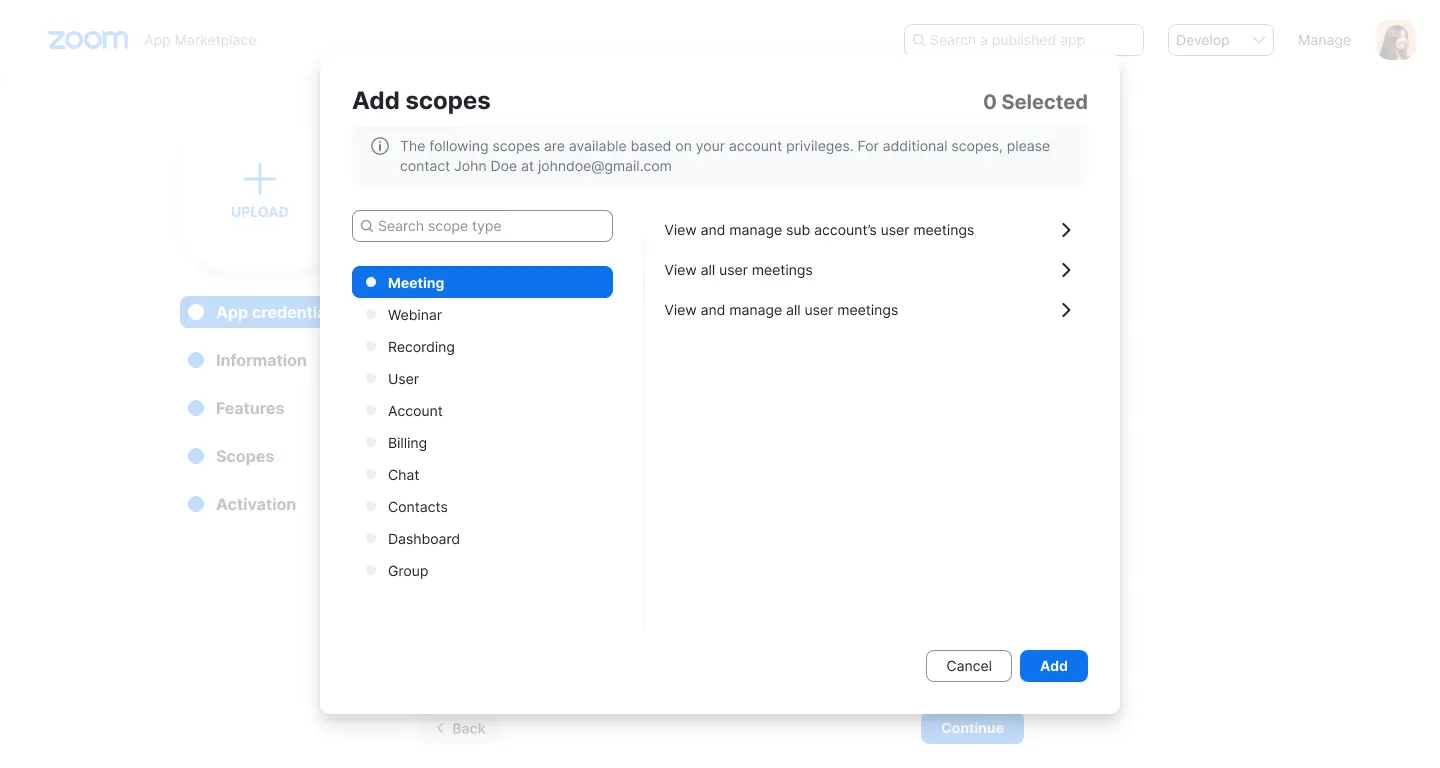 zoom App Marketplace
Search a published app
Develop
Manage
Add scopes
0 Selected
The following scopes are available based on your account privileges. For additional scopes, please
contact John Doe at johndoe@gmail.com
UPLOAD
App credentia
Information
Features
Scopes
Activation
Search scope type
Meeting
Webinar
Recording
User
Account
Billing
Chat
Contacts
Dashboard
Group
View and manage sub account’s user meetings
View all user meetings
View and manage all user meetings
Cancel
Add
Back
Continue